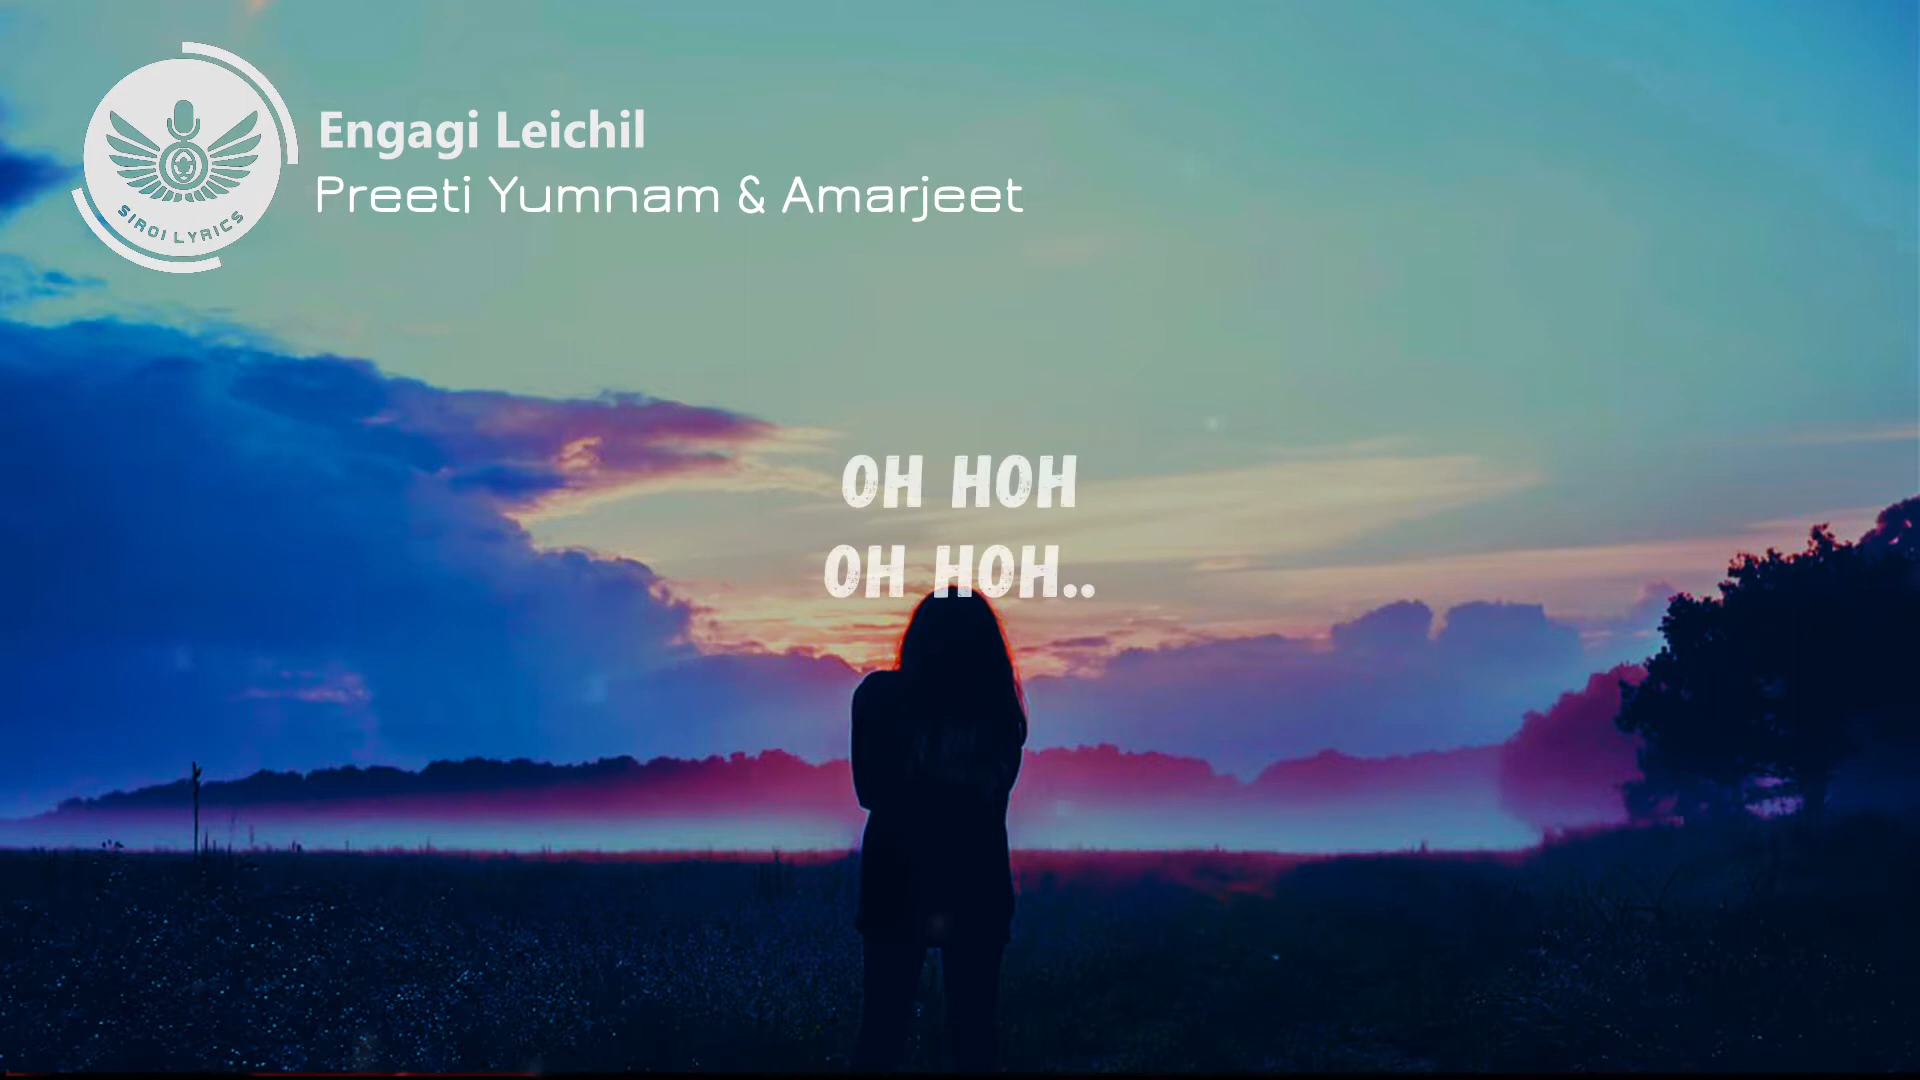 SIROI LYRICS
Engagi Leichil
Preeti Yumnam & Amarjeet
OH HOH
OH HOH..